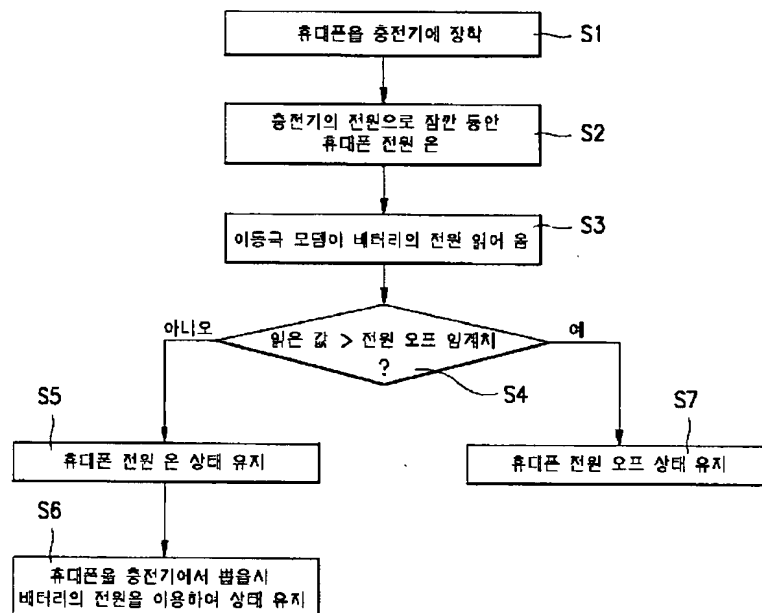 휴대폰을 충전기에 장착
S1
충전기의 전원으로 잠깐 동안
휴대폰 전원 온
S2
이동국 모뎀이 배터리의 전원 읽어 옴
S3
아니오
읽은 값 > 전원 오프 임계치
?
예
S4
S5
휴대폰 전원 온 상태 유지
S7
휴대폰 전원 오프 상태 유지
S6
휴대폰을 충전기에서 뽑을시
배터리의 전원을 이용하여 상태 유지